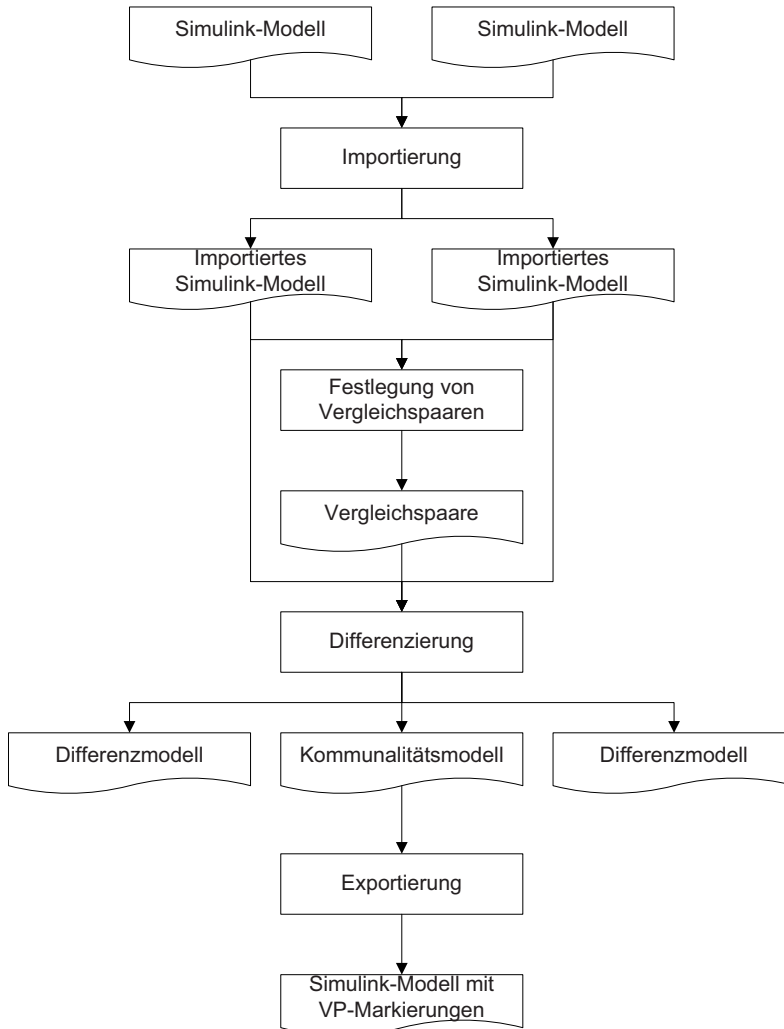 Simulink-Modell
Simulink-Modell
Importierung
Importiertes
Simulink-Modell
Importiertes
Simulink-Modell
Festlegung von
Vergleichspaaren
Vergleichspaare
Differenzierung
Differenzmodell
Kommunalitätsmodell
Differenzmodell
Exportierung
Simulink-Modell mit
VP-Markierungen